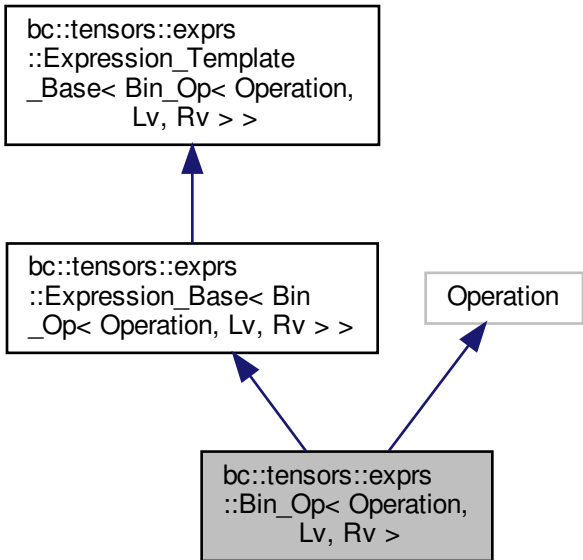 bc::tensors::exprs
::Expression_Template
_Base< Bin_Op< Operation,
Lv, Rv > >
bc::tensors::exprs
::Expression_Base< Bin
_Op< Operation, Lv, Rv > >
Operation
bc::tensors::exprs
::Bin_Op< Operation,
Lv, Rv >